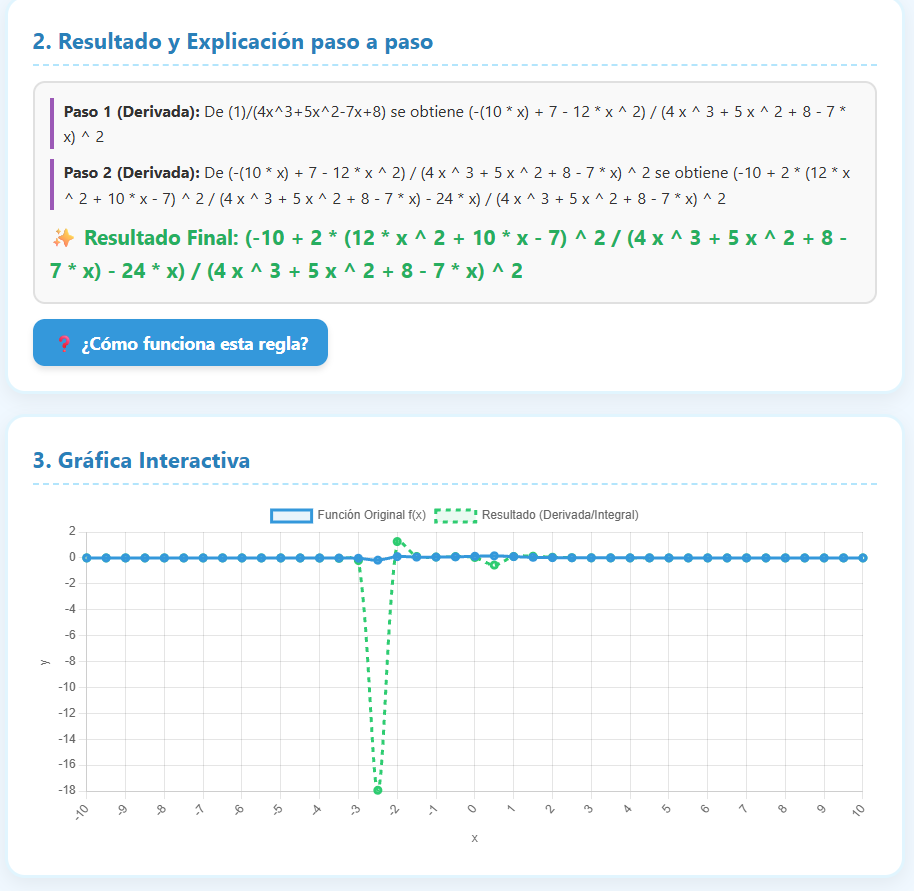 2. Resultado y Explicación paso a paso
Paso 1 (Derivada): De (1)/(4x^3+5x^2-7x+8) se obtiene (-(10 * x) + 7 - 12 * x ^ 2) / (4 x ^ 3 + 5 x ^ 2 + 8 - 7 *
x) ^ 2
Paso 2 (Derivada): De (-(10 * x) + 7 - 12 * x ^ 2) / (4 x ^ 3 + 5 x ^ 2 + 8 - 7 * x) ^ 2 se obtiene (-10 + 2 * (12 * x
^ 2 + 10 * x - 7) ^ 2 / (4 x ^ 3 + 5 x ^ 2 + 8 - 7 * x) - 24 * x) / (4 x ^ 3 + 5 x ^ 2 + 8 - 7 * x) ^ 2
✨ Resultado Final: (-10 + 2 * (12 * x ^ 2 + 10 * x - 7) ^ 2 / (4 x ^ 3 + 5 x ^ 2 + 8 -
7 * x) - 24 * x) / (4 x ^ 3 + 5 x ^ 2 + 8 - 7 * x) ^ 2
❓ ¿Cómo funciona esta regla?
3. Gráfica Interactiva
Función Original f(x) Resultado (Derivada/Integral)
2
0
-2
-4
-6
-8
-10
-12
-14
-16
-18
y
-10 -9 -8 -7 -6 -5 -4 -3 -2 -1 0 1 2 3 4 5 6 7 8 9 10
x